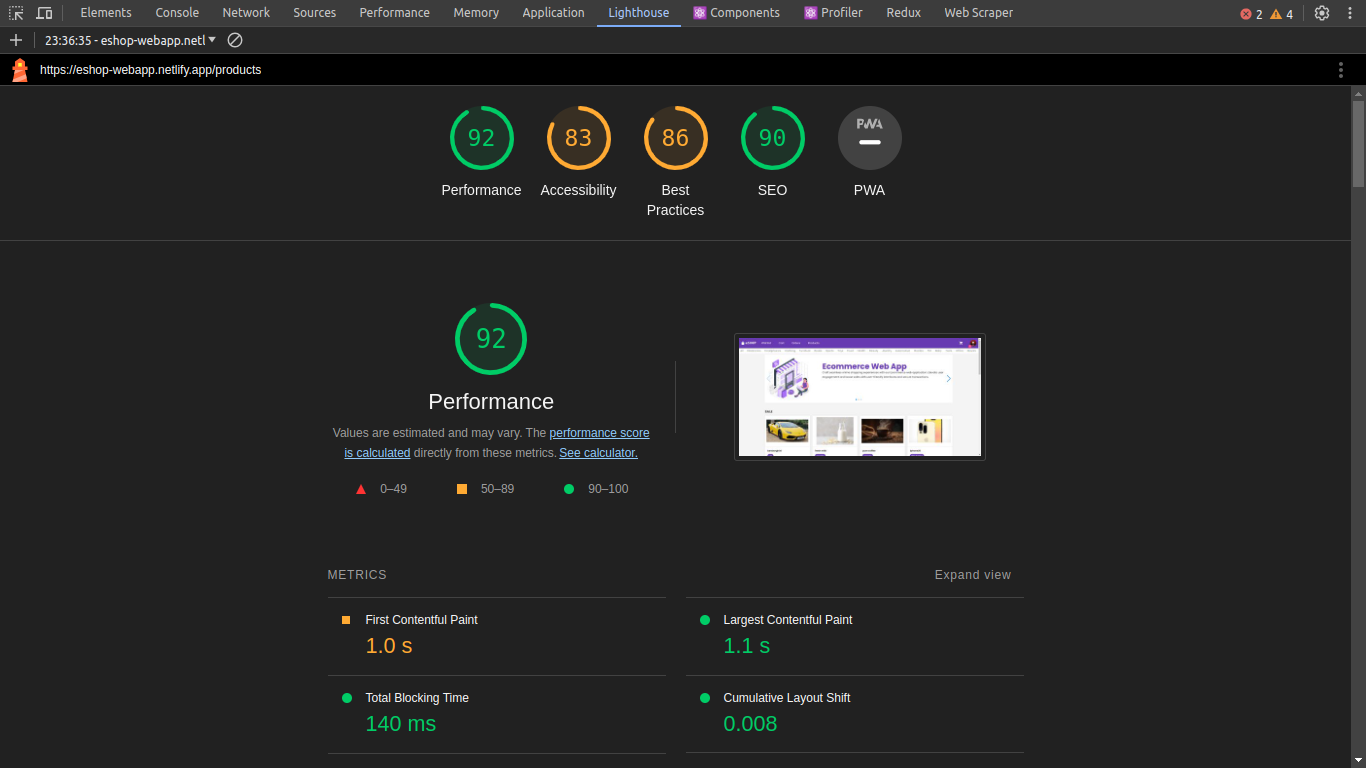 Elements Console Network Sources Performance Memory Application Lighthouse Components Profiler Redux Web Scraper 2 4
23:36:35 - eshop-webapp.netl
https://eshop-webapp.netlify.app/products
92 83 86 90 PWA
Performance Accessibility Best Practices SEO PWA
92
Performance
Values are estimated and may vary. The performance score
is calculated directly from these metrics. See calculator.
0–49 50–89 90–100
Ecommerce Web App
METRICS Expand view
First Contentful Paint Largest Contentful Paint
1.0 s 1.1 s
Total Blocking Time Cumulative Layout Shift
140 ms 0.008